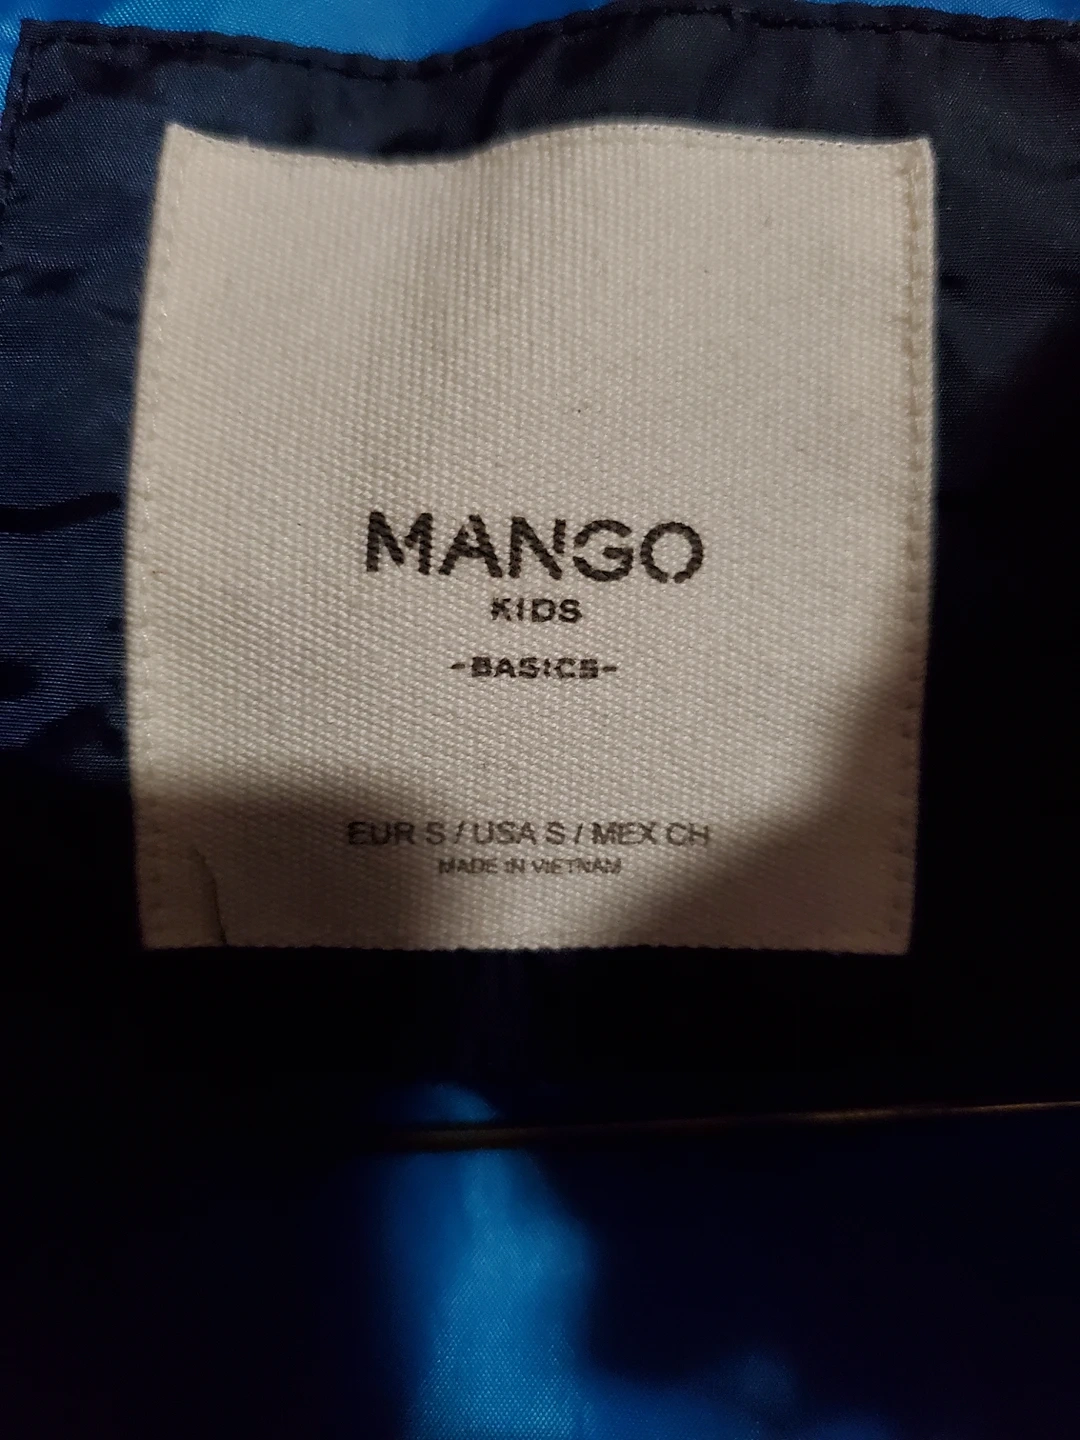 MANGO
KIDS
-BASICS-
EUR S / USA S / MEX CH
MADE IN VIETNAM